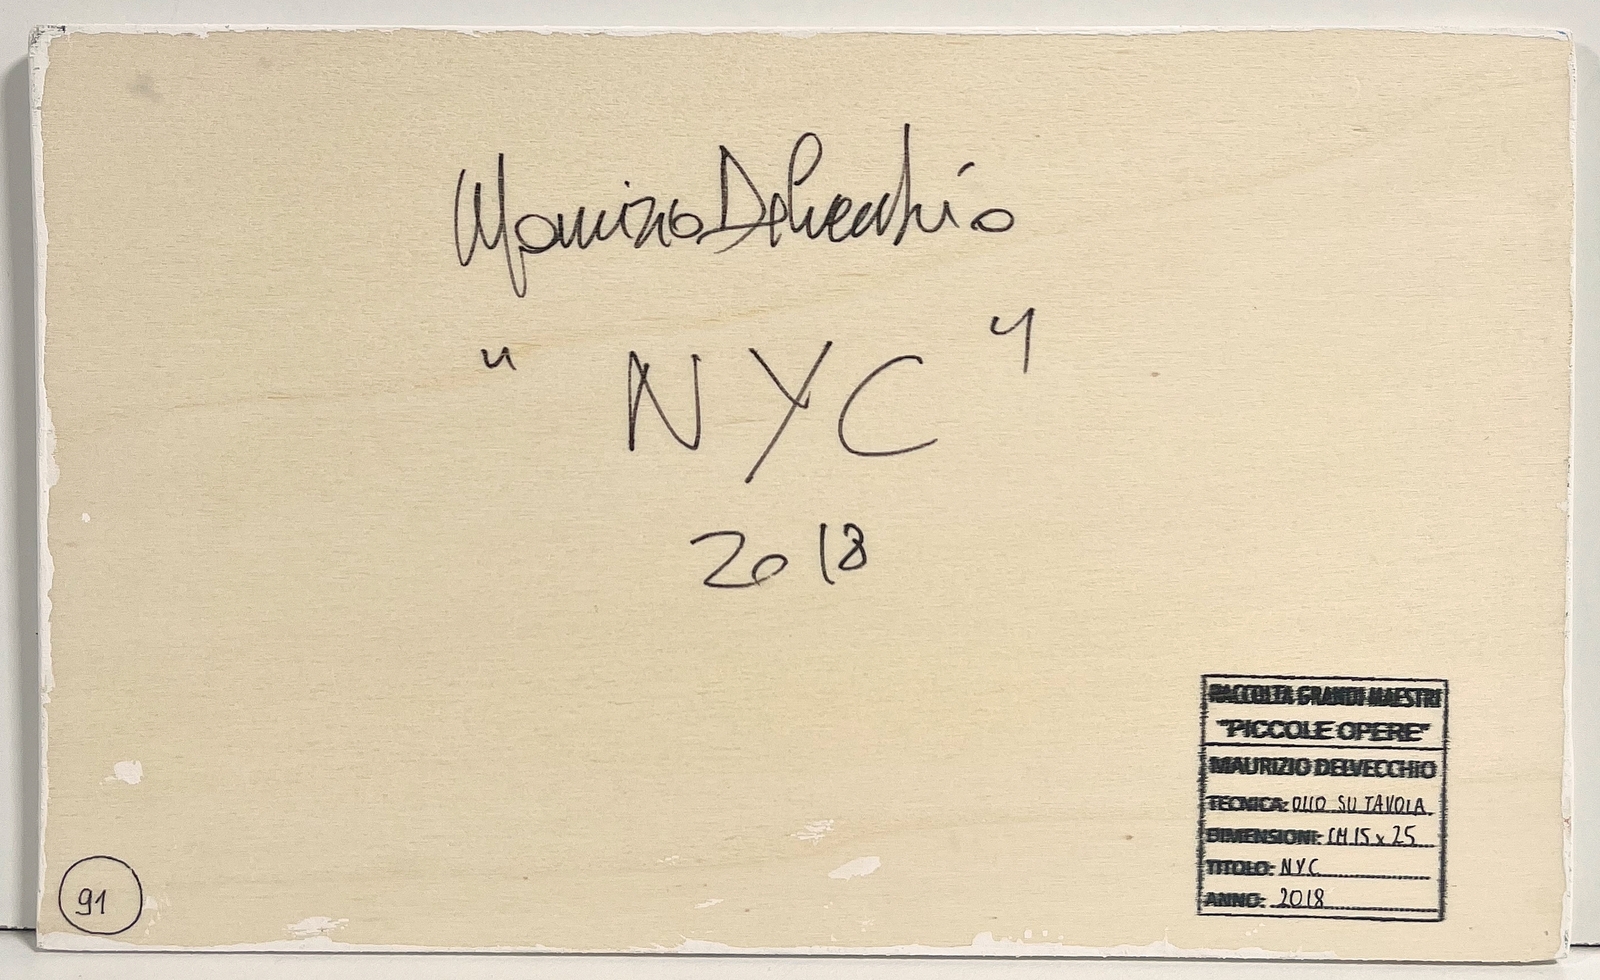 Maurizio Delvecchio
"NYC"
2018
RACCOLTA GRANDI MAESTRI
"PICCOLE OPERE"
MAURIZIO DELVECCHIO
TECNICA: OLIO SU TAVOLA
DIMENSIONI: CM 15 x 25
TITOLO: NYC
ANNO: 2018
91